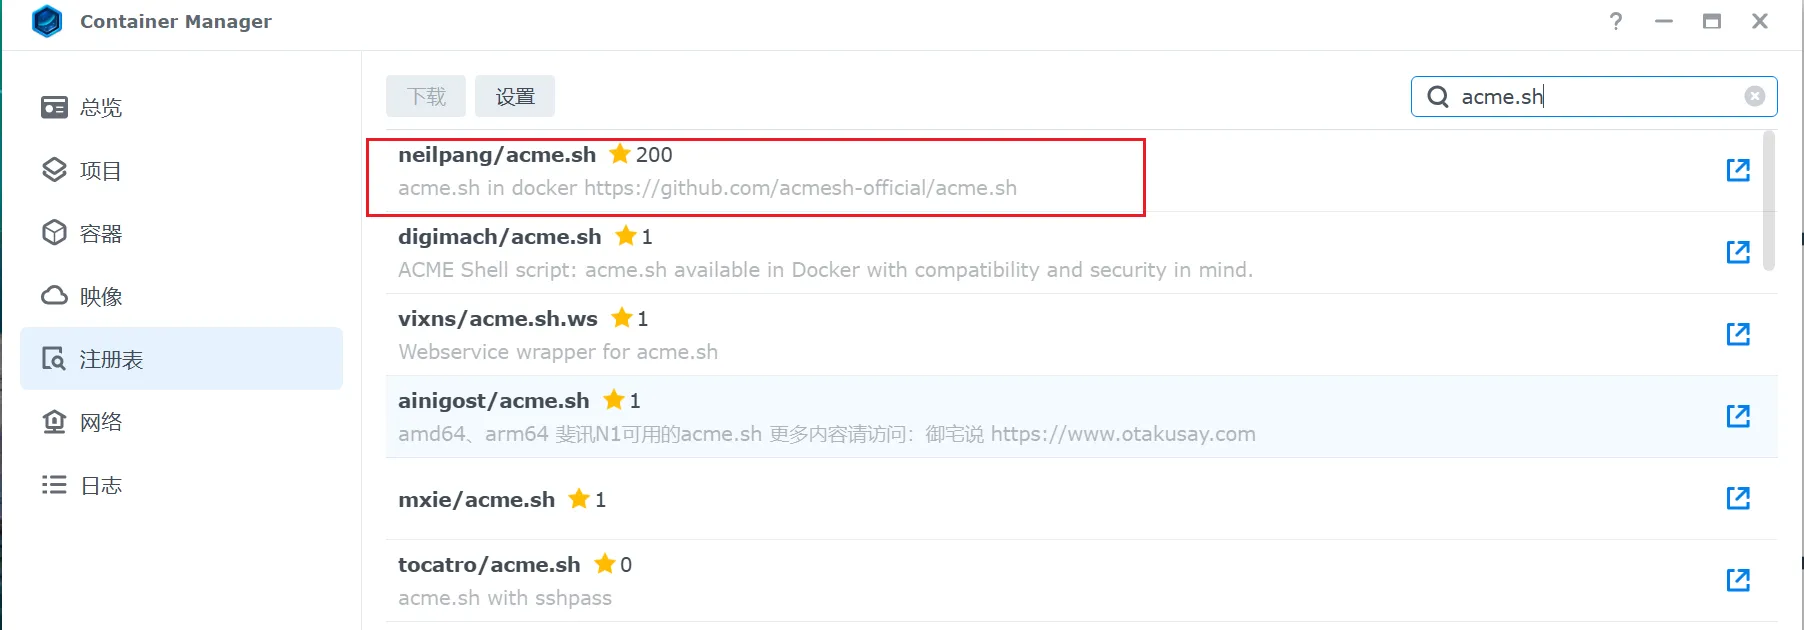 Container Manager
总览
项目
容器
映像
注册表
网络
日志
下载 设置 acme.sh
neilpang/acme.sh 200
acme.sh in docker https://github.com/acmesh-official/acme.sh
digimach/acme.sh 1
ACME Shell script: acme.sh available in Docker with compatibility and security in mind.
vixns/acme.sh.ws 1
Webservice wrapper for acme.sh
ainigost/acme.sh 1
amd64、arm64 斐讯N1可用的acme.sh 更多内容请访问：御宅说 https://www.otakusay.com
mxie/acme.sh 1
tocatro/acme.sh 0
acme.sh with sshpass